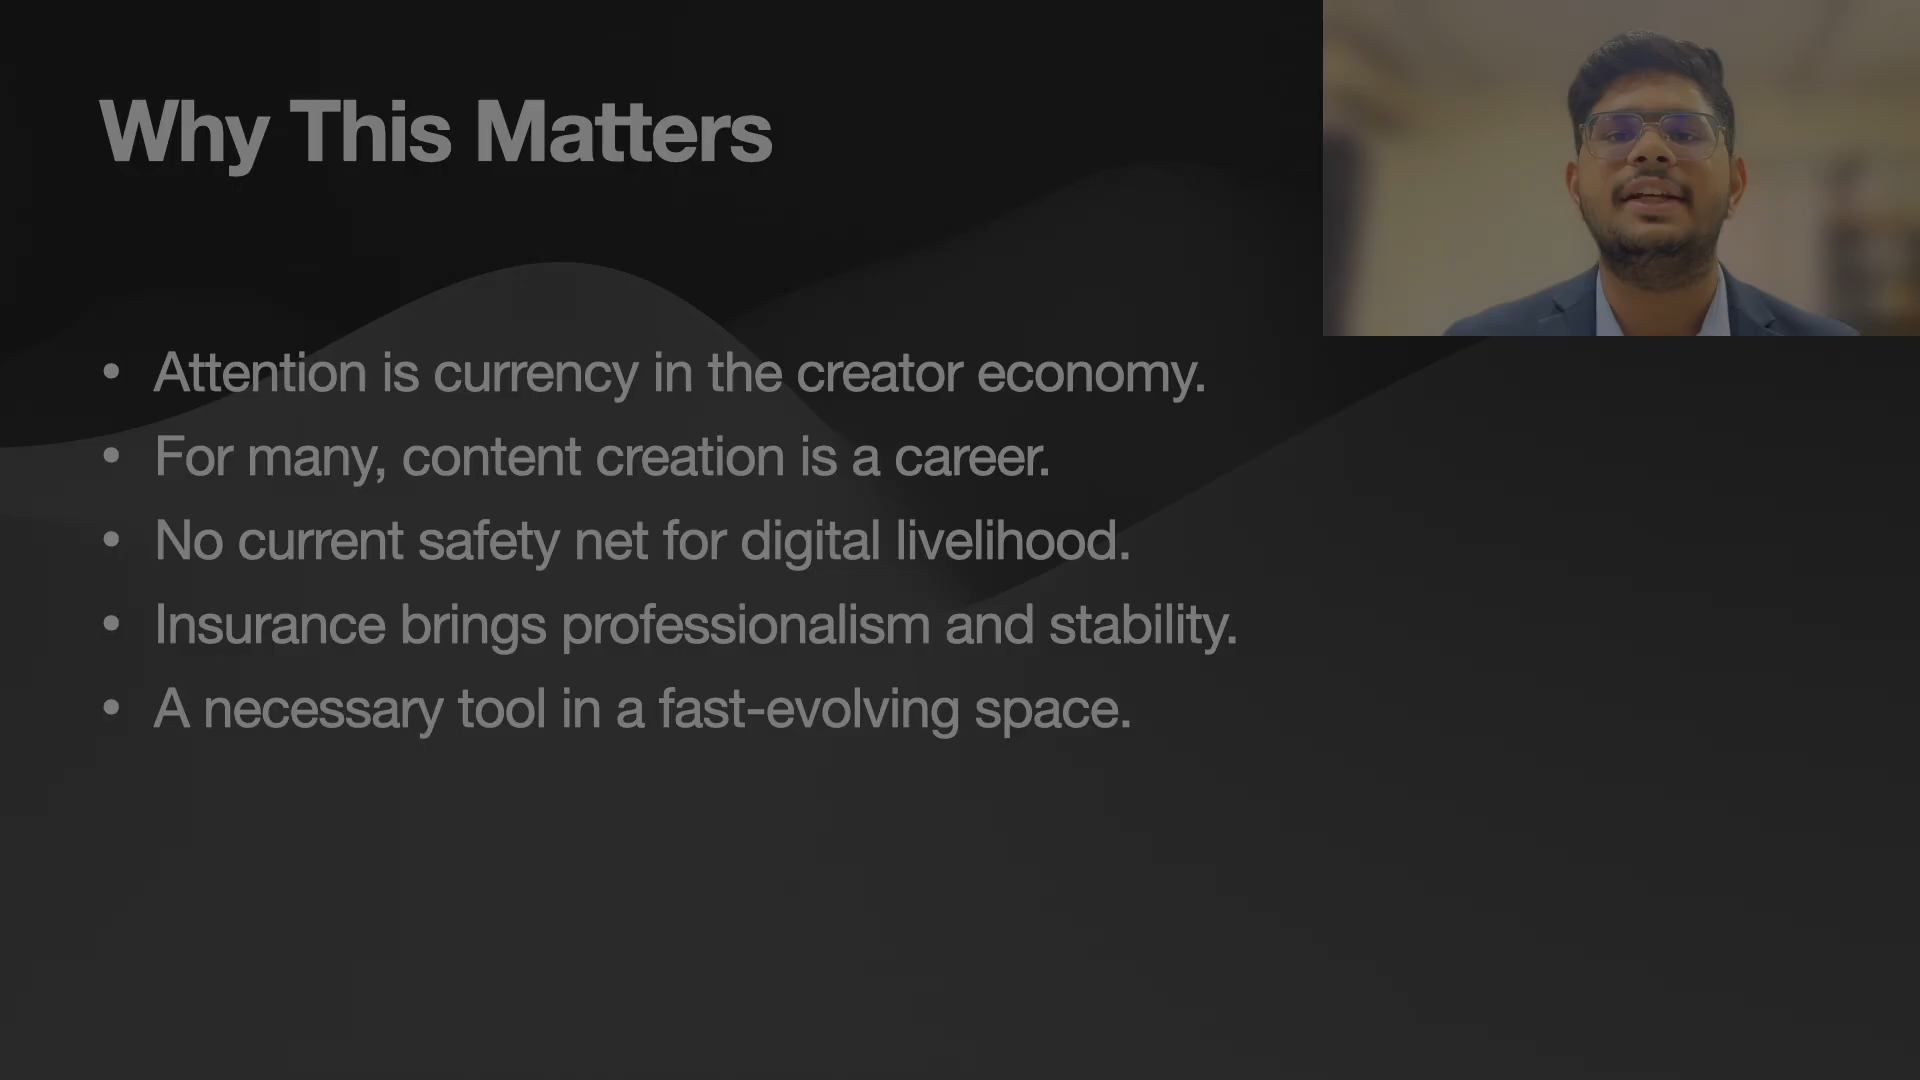 Why This Matters
• Attention is currency in the creator economy.
• For many, content creation is a career.
• No current safety net for digital livelihood.
• Insurance brings professionalism and stability.
• A necessary tool in a fast-evolving space.